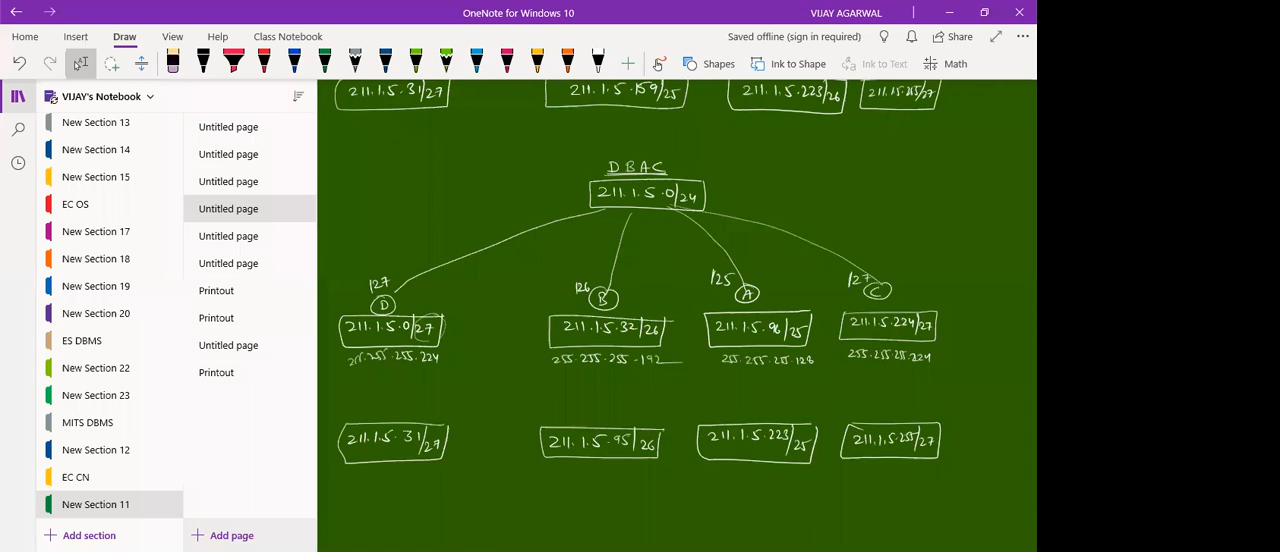 OneNote for Windows 10
VIJAY AGARWAL
Home Insert Draw View Help Class Notebook
Saved offline (sign in required) Share
Shapes Ink to Shape Ink to Text Math
VIJAY's Notebook
New Section 13
New Section 14
New Section 15
EC OS
New Section 17
New Section 18
New Section 19
New Section 20
ES DBMS
New Section 22
New Section 23
MITS DBMS
New Section 12
EC CN
New Section 11
Add section
Untitled page
Untitled page
Untitled page
Untitled page
Untitled page
Untitled page
Printout
Printout
Untitled page
Printout
Add page
211.1.5.31/27 211.1.5.159/25 211.1.5.223/26 211.1.5.255/27
DBAC
211.1.5.0/24
/27 /26 /25 /27
D B A C
211.1.5.0/27 211.1.5.32/26 211.1.5.96/25 211.1.5.224/27
255.255.255.224 255.255.255.192 255.255.255.128 255.255.255.224
211.1.5.31/27 211.1.5.95/26 211.1.5.223/25 211.1.5.255/27